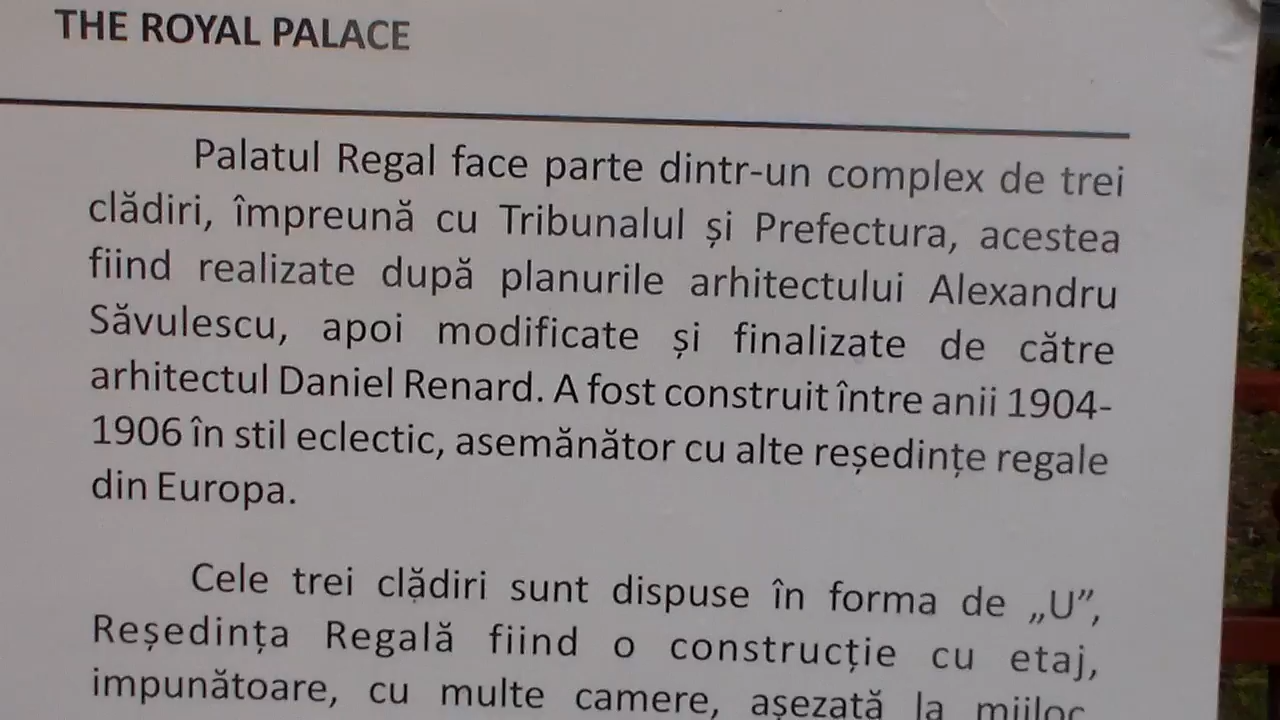 THE ROYAL PALACE
Palatul Regal face parte dintr-un complex de trei
clădiri, împreună cu Tribunalul și Prefectura, acestea
fiind realizate după planurile arhitectului Alexandru
Săvulescu, apoi modificate și finalizate de către
arhitectul Daniel Renard. A fost construit între anii 1904-
1906 în stil eclectic, asemănător cu alte reședințe regale
din Europa.
Cele trei clădiri sunt dispuse în forma de „U”,
Reședința Regală fiind o construcție cu etaj,
impunătoare, cu multe camere, așezată la mijloc